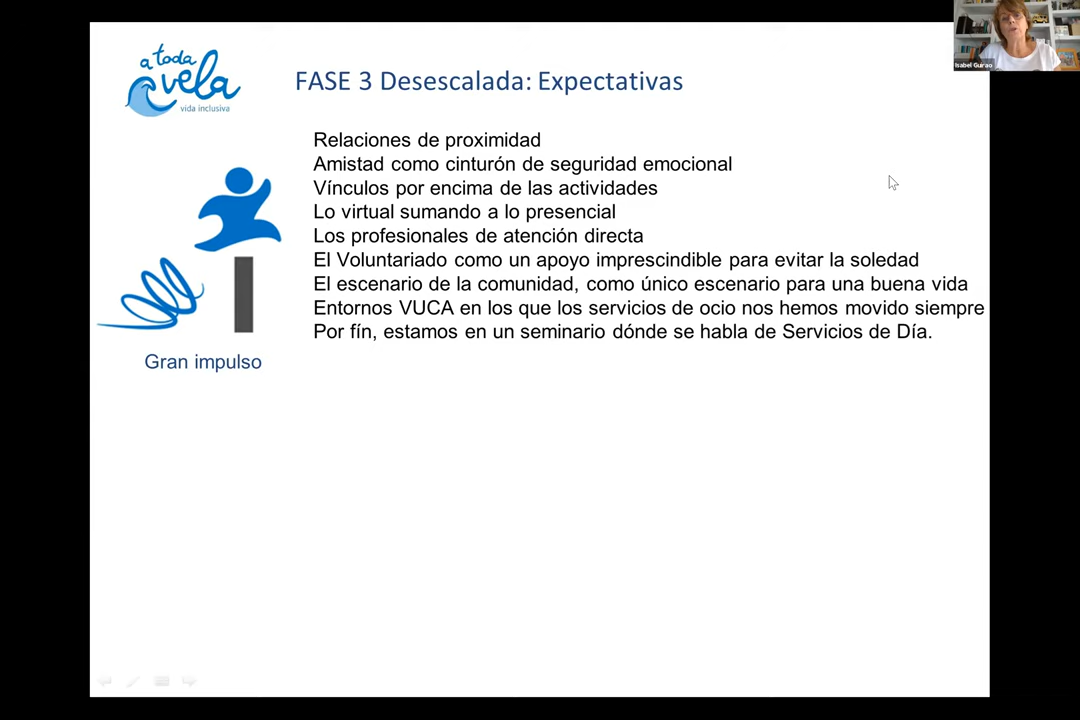 a toda
vela
vida inclusiva
FASE 3 Desescalada: Expectativas
Isabel Guirao
Relaciones de proximidad
Amistad como cinturón de seguridad emocional
Vínculos por encima de las actividades
Lo virtual sumando a lo presencial
Los profesionales de atención directa
El Voluntariado como un apoyo imprescindible para evitar la soledad
El escenario de la comunidad, como único escenario para una buena vida
Entornos VUCA en los que los servicios de ocio nos hemos movido siempre
Por fín, estamos en un seminario dónde se habla de Servicios de Día.
Gran impulso